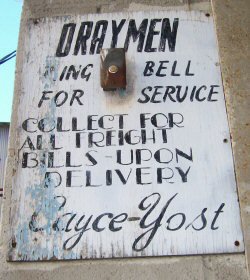 DRAYMEN
RING BELL
FOR SERVICE
COLLECT FOR
ALL FREIGHT
BILLS-UPON
DELIVERY
Cayce-Yost